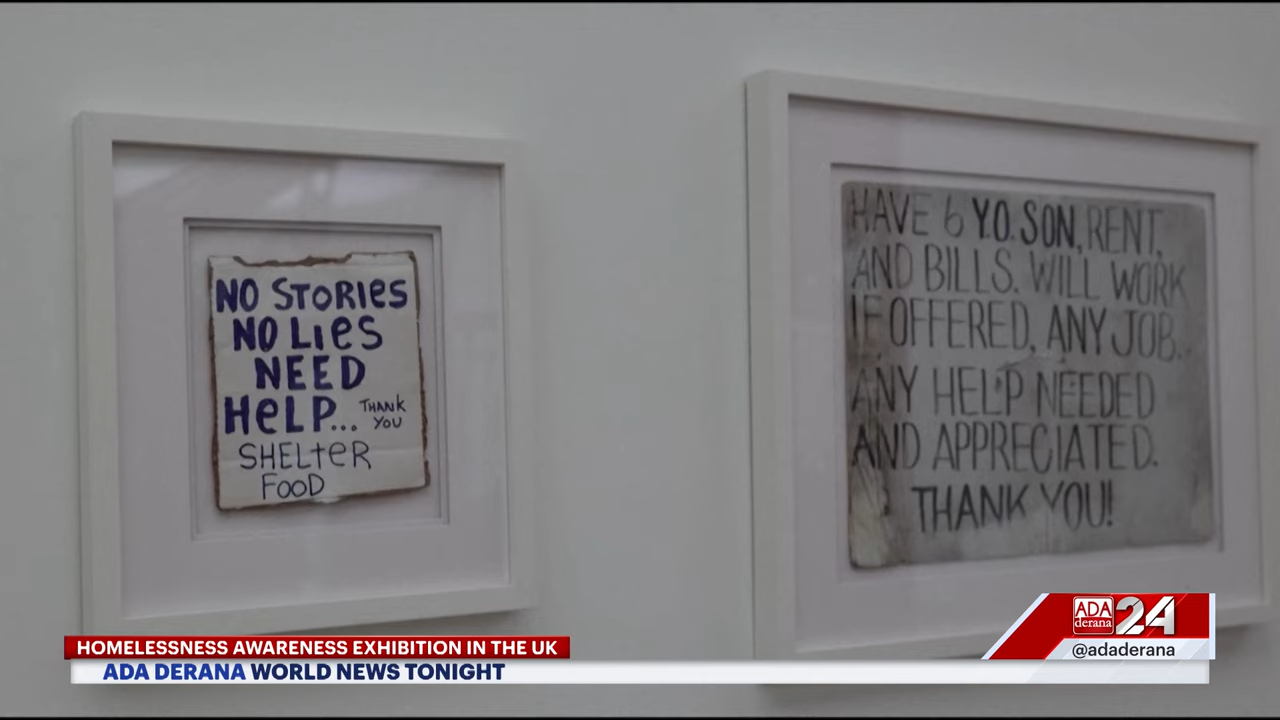 NO STORIES
NO LIES
NEED
HELP... THANK YOU
SHELTER
FOOD
HAVE 6 Y.O. SON, RENT,
AND BILLS. WILL WORK
IF OFFERED, ANY JOB.
ANY HELP NEEDED
AND APPRECIATED.
THANK YOU!
HOMELESSNESS AWARENESS EXHIBITION IN THE UK
ADA DERANA WORLD NEWS TONIGHT
ADA
derana
24
@adaderana